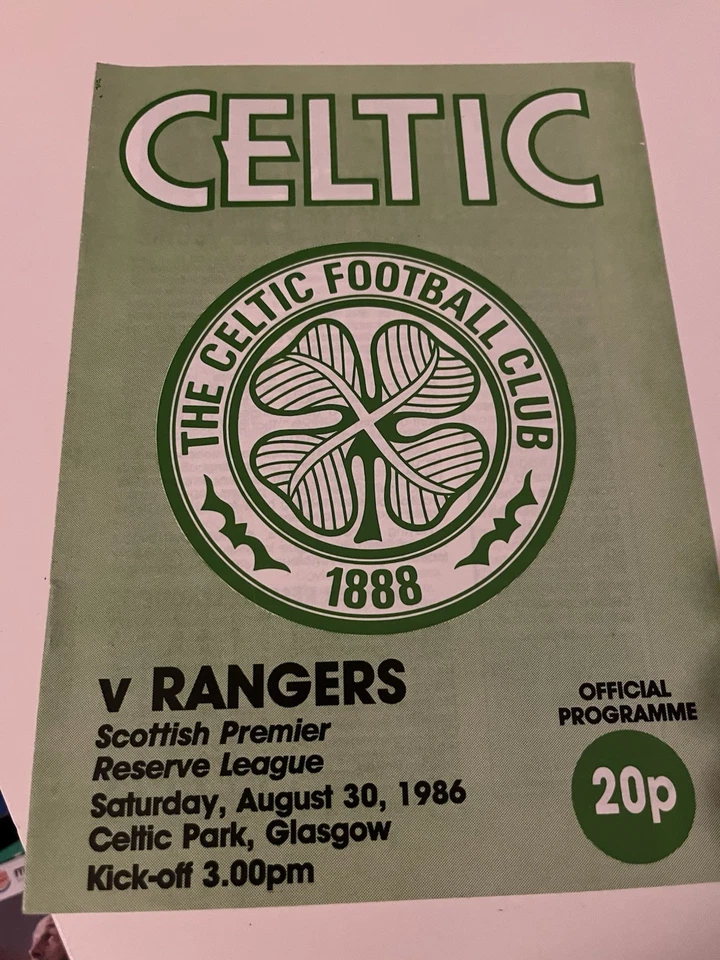 CELTIC
THE CELTIC FOOTBALL CLUB
1888
v RANGERS
Scottish Premier
Reserve League
Saturday, August 30, 1986
Celtic Park, Glasgow
Kick-off 3.00pm
OFFICIAL
PROGRAMME
20p